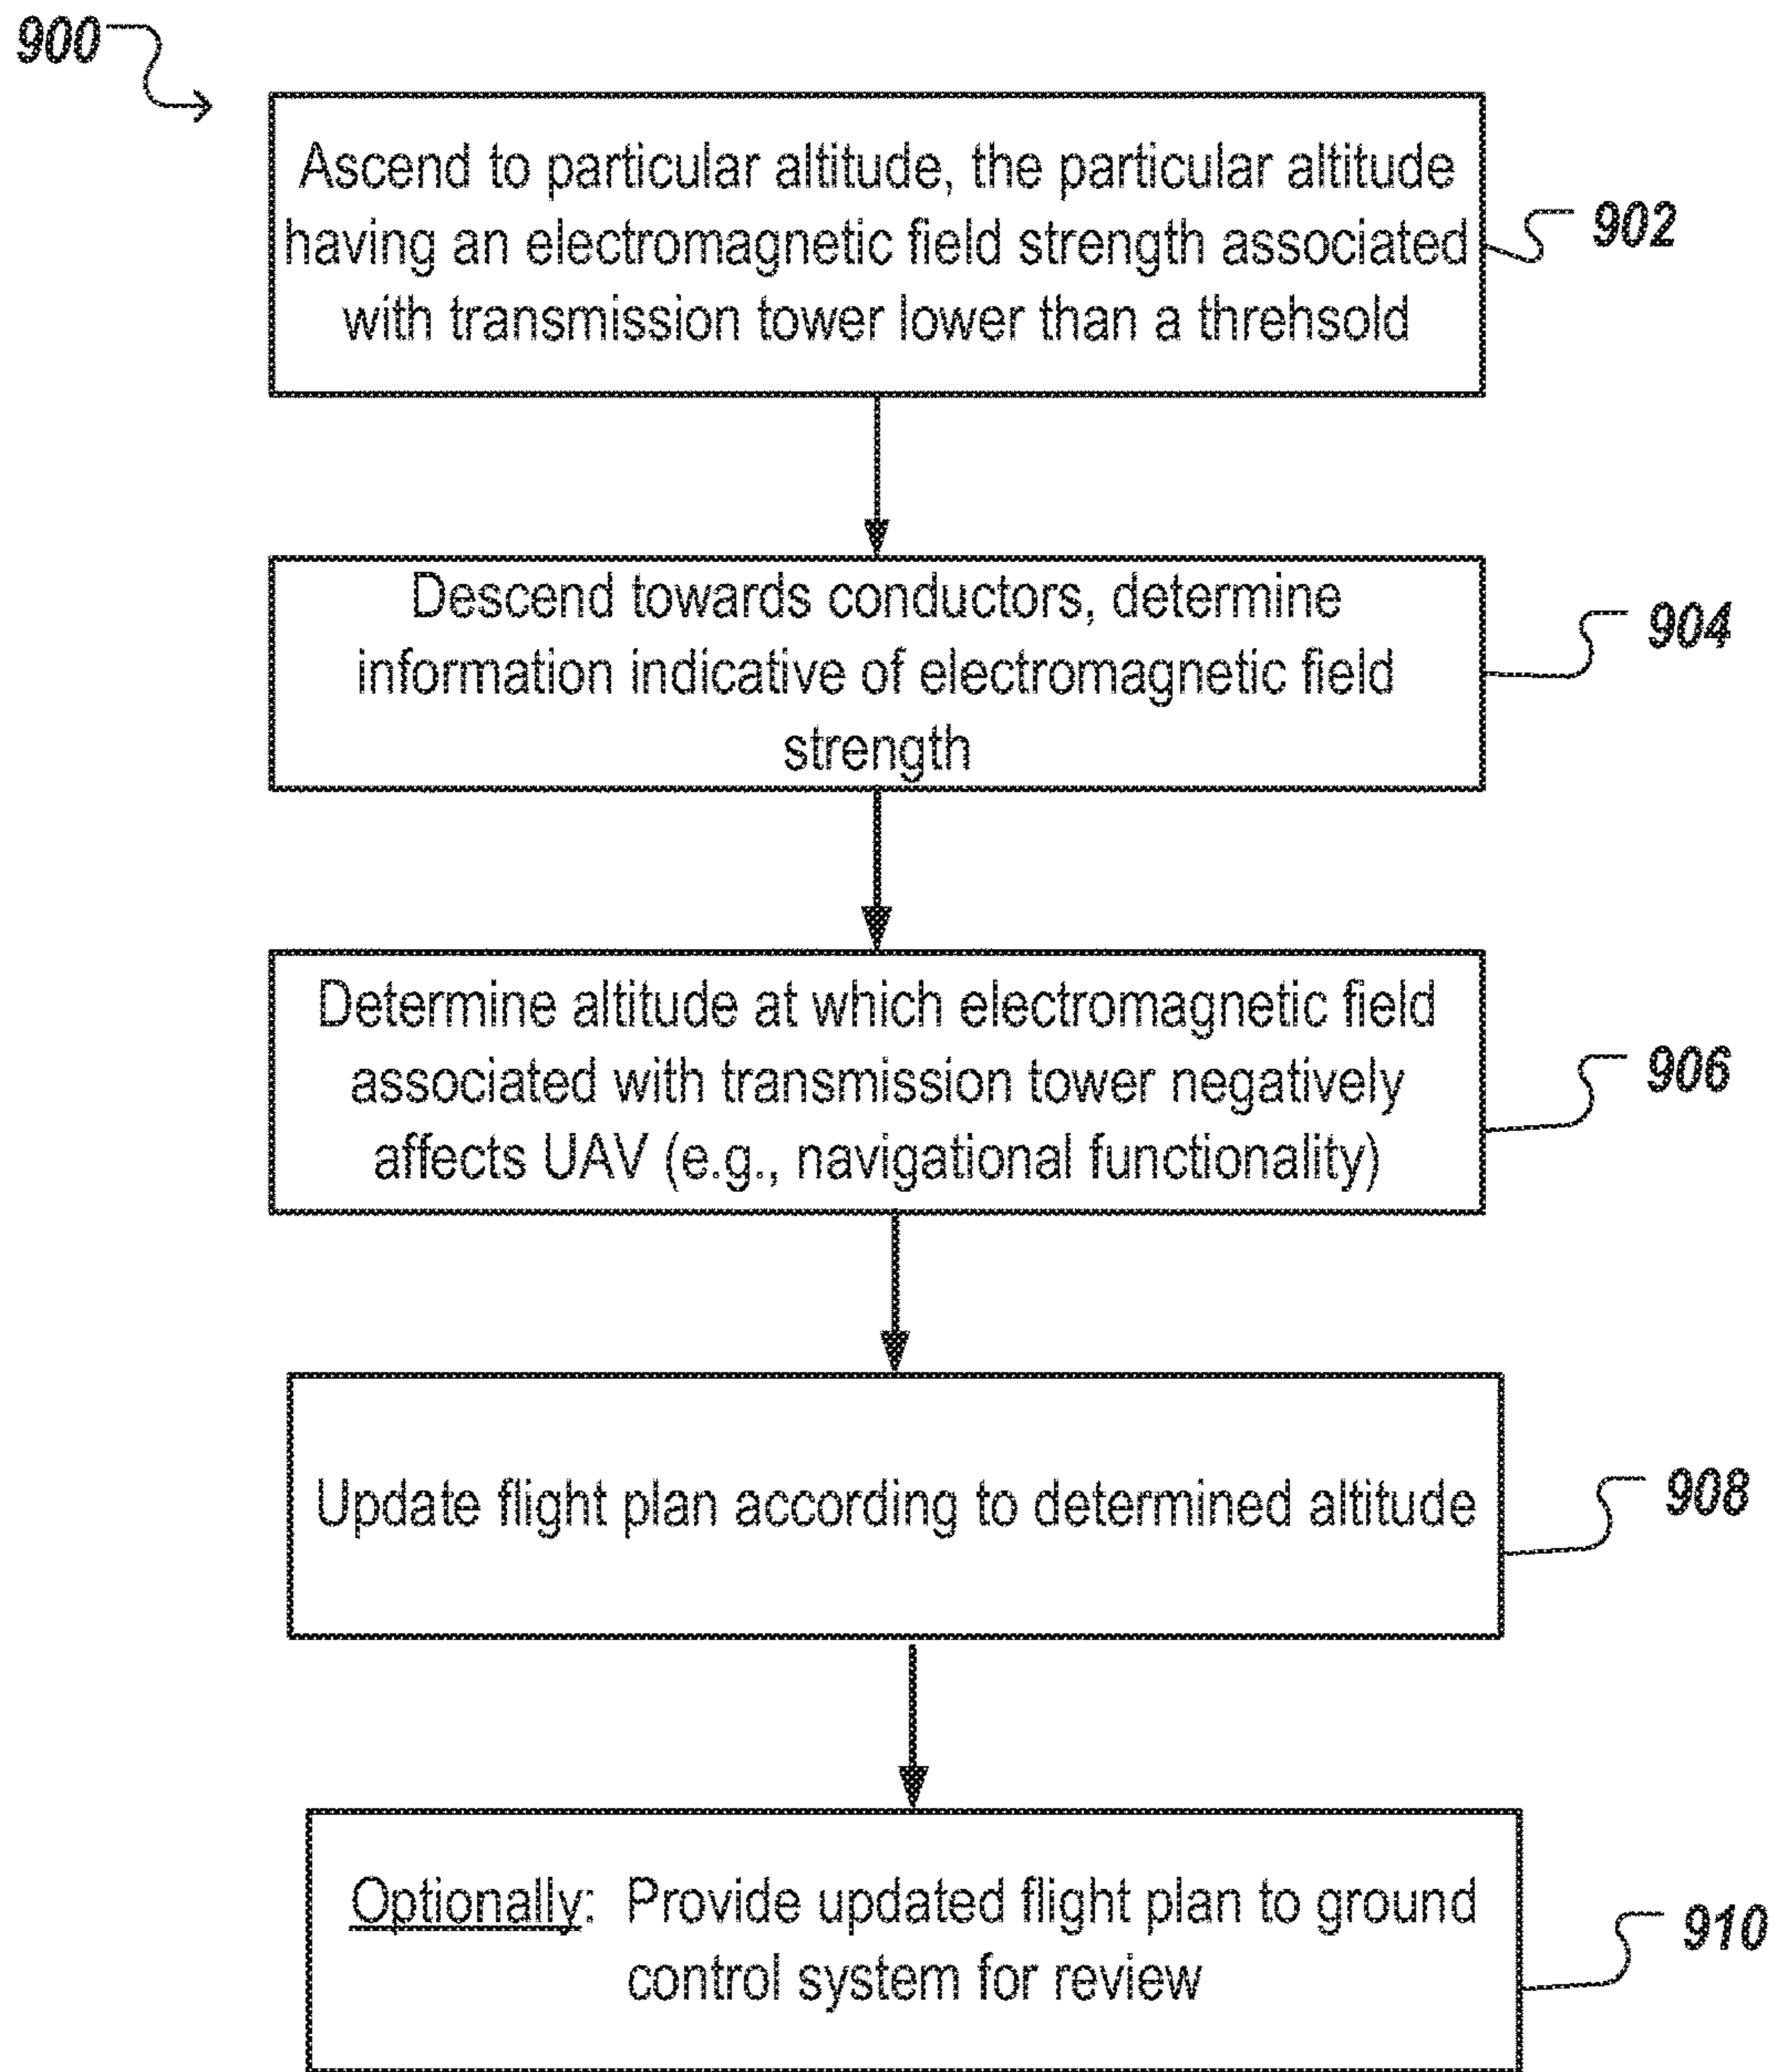 900
Ascend to particular altitude, the particular altitude
having an electromagnetic field strength associated
with transmission tower lower than a threhsold
902
Descend towards conductors, determine
information indicative of electromagnetic field
strength
904
Determine altitude at which electromagnetic field
associated with transmission tower negatively
affects UAV (e.g., navigational functionality)
906
Update flight plan according to determined altitude
908
Optionally: Provide updated flight plan to ground
control system for review
910